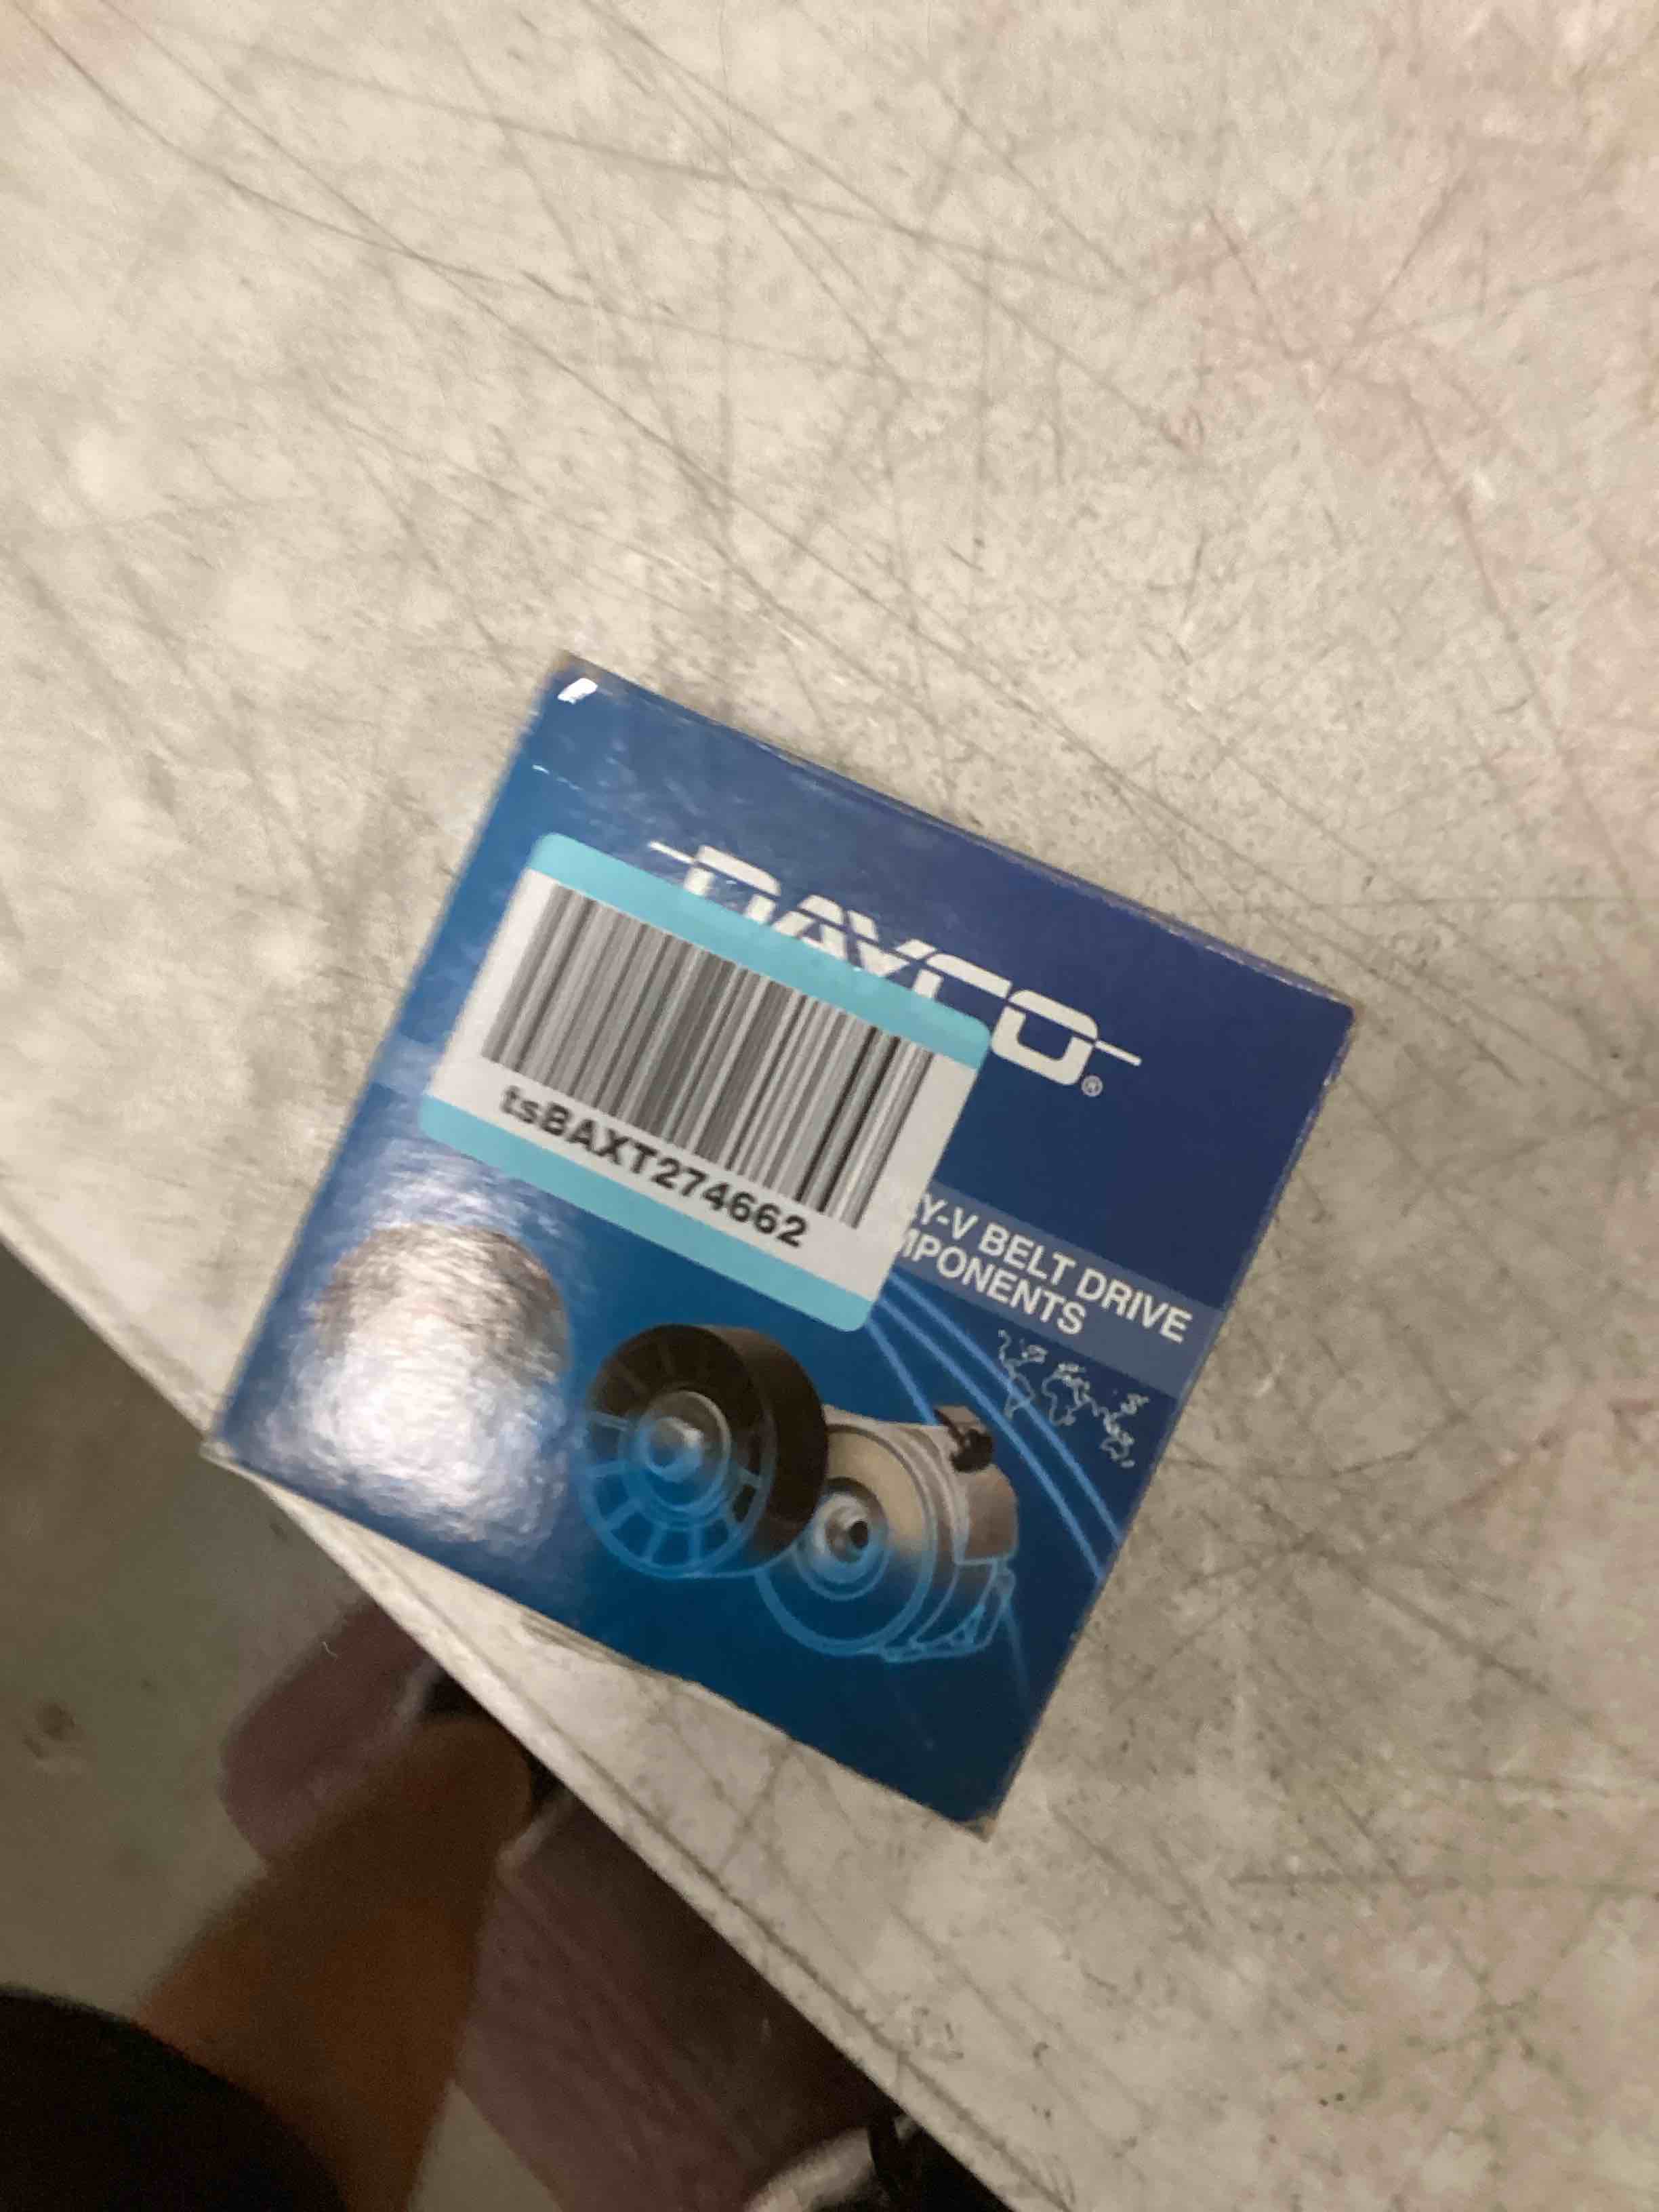 DAYCO®
tsBAXT274662
Y-V BELT DRIVE
MPONENTS